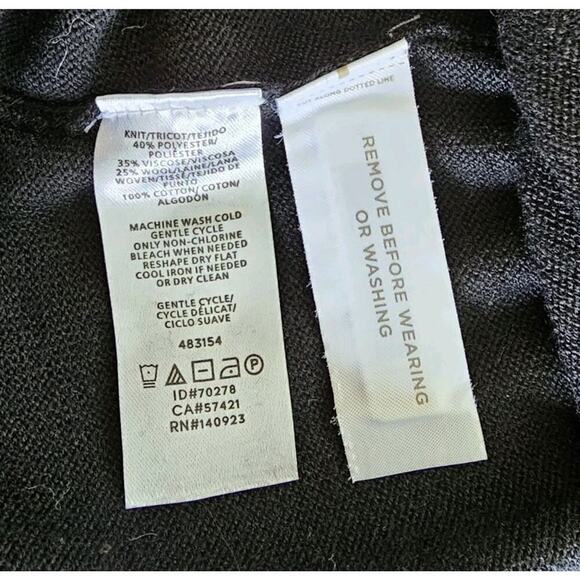 KNIT/TRICOT/TEJIDO
40% POLYESTER/
POLIÉSTER
35% VISCOSE/VISCOSA
25% WOOL/LAINE/LANA
WOVEN/TISSÉ/TEJIDO DE
PUNTO
100% COTTON/COTON/
ALGODÓN
MACHINE WASH COLD
GENTLE CYCLE
ONLY NON-CHLORINE
BLEACH WHEN NEEDED
RESHAPE DRY FLAT
COOL IRON IF NEEDED
OR DRY CLEAN
GENTLE CYCLE/
CYCLE DÉLICAT/
CICLO SUAVE
483154
P
ID#70278
CA#57421
RN#140923
CUT ALONG DOTTED LINE
REMOVE BEFORE WEARING
OR WASHING